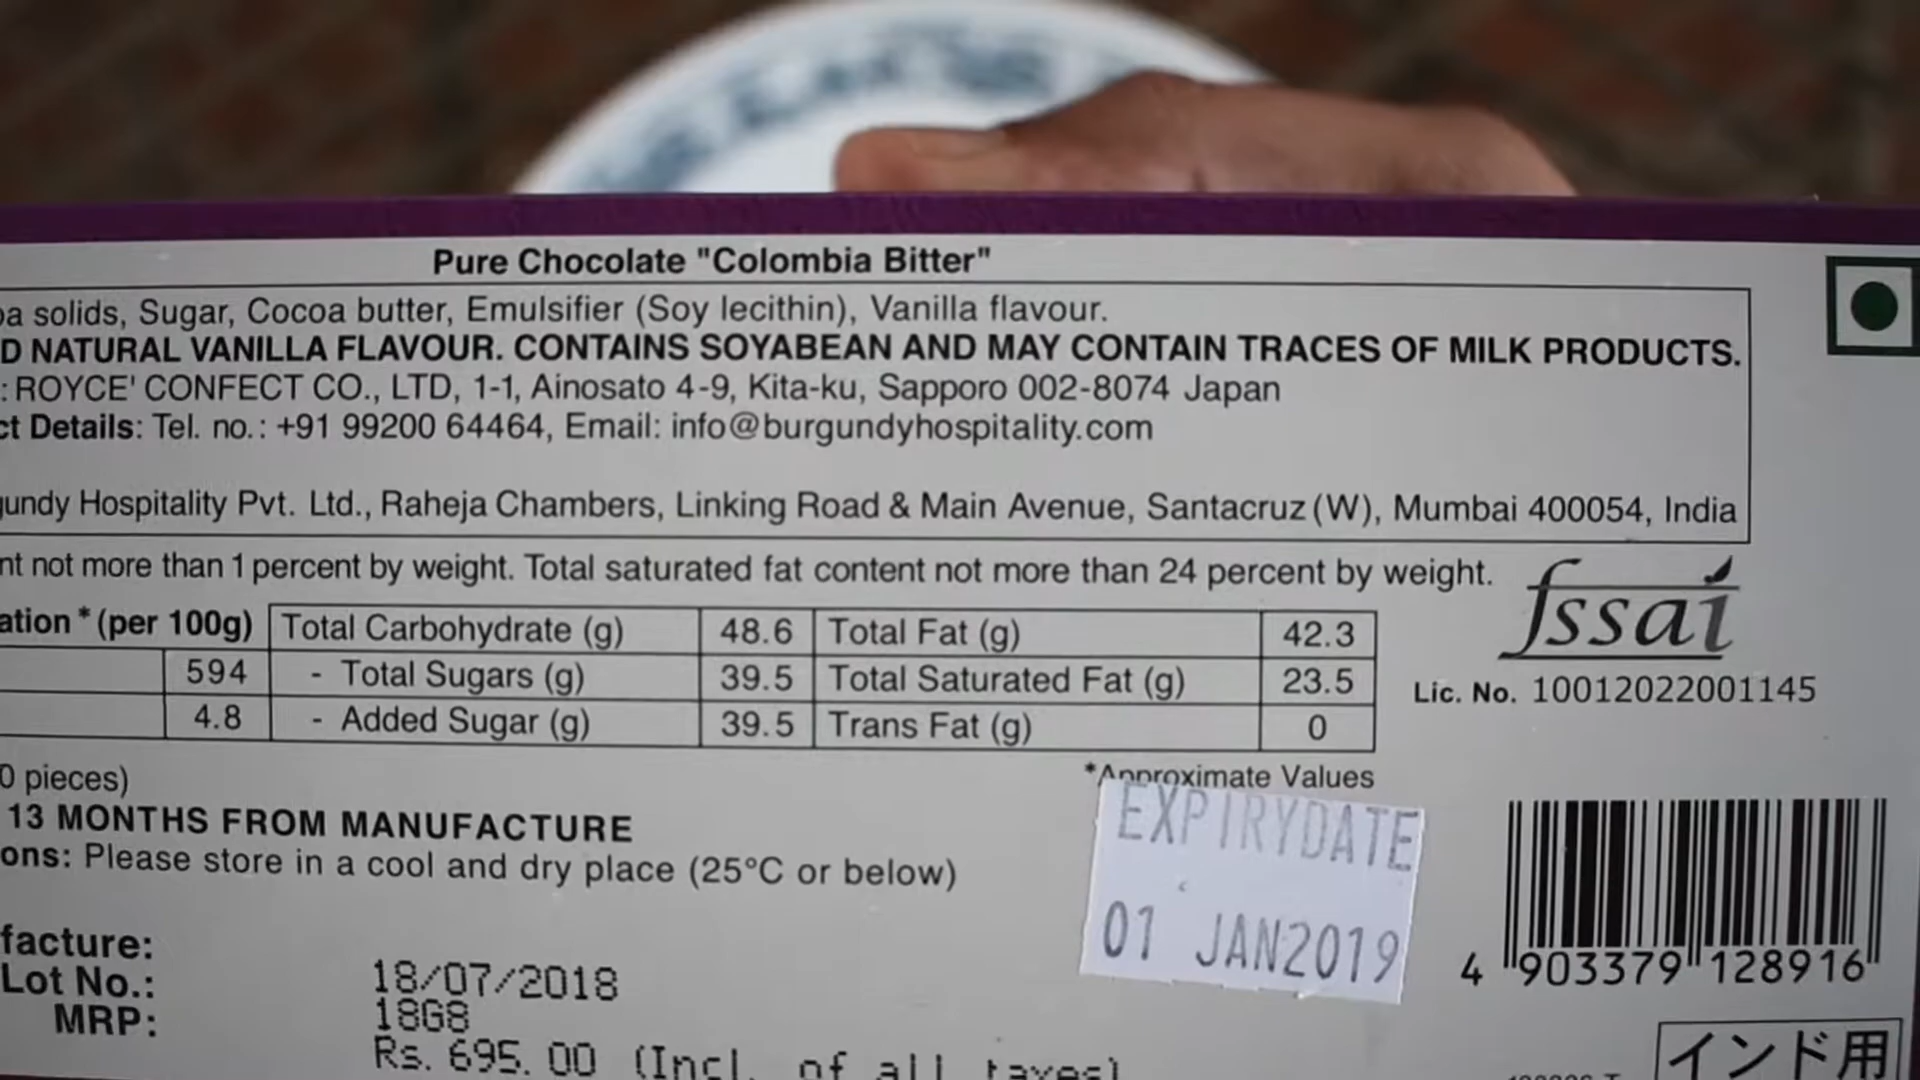 Pure Chocolate "Colombia Bitter"
solids, Sugar, Cocoa butter, Emulsifier (Soy lecithin), Vanilla flavour.
D NATURAL VANILLA FLAVOUR. CONTAINS SOYABEAN AND MAY CONTAIN TRACES OF MILK PRODUCTS.
: ROYCE' CONFECT CO., LTD, 1-1, Ainosato 4-9, Kita-ku, Sapporo 002-8074 Japan
ct Details: Tel. no.: +91 99200 64464, Email: info@burgundyhospitality.com
gundy Hospitality Pvt. Ltd., Raheja Chambers, Linking Road & Main Avenue, Santacruz (W), Mumbai 400054, India
nt not more than 1 percent by weight. Total saturated fat content not more than 24 percent by weight.
fssai
Lic. No. 10012022001145
ation * (per 100g) Total Carbohydrate (g) 48.6 Total Fat (g) 42.3
594 - Total Sugars (g) 39.5 Total Saturated Fat (g) 23.5
4.8 - Added Sugar (g) 39.5 Trans Fat (g) 0
*Approximate Values
0 pieces)
13 MONTHS FROM MANUFACTURE
ons: Please store in a cool and dry place (25°C or below)
EXPIRYDATE
01 JAN2019
facture: 18/07/2018
Lot No.: 18G8
MRP: Rs. 695.00 (Incl. of all taxes)
4 903379 128916
インド用